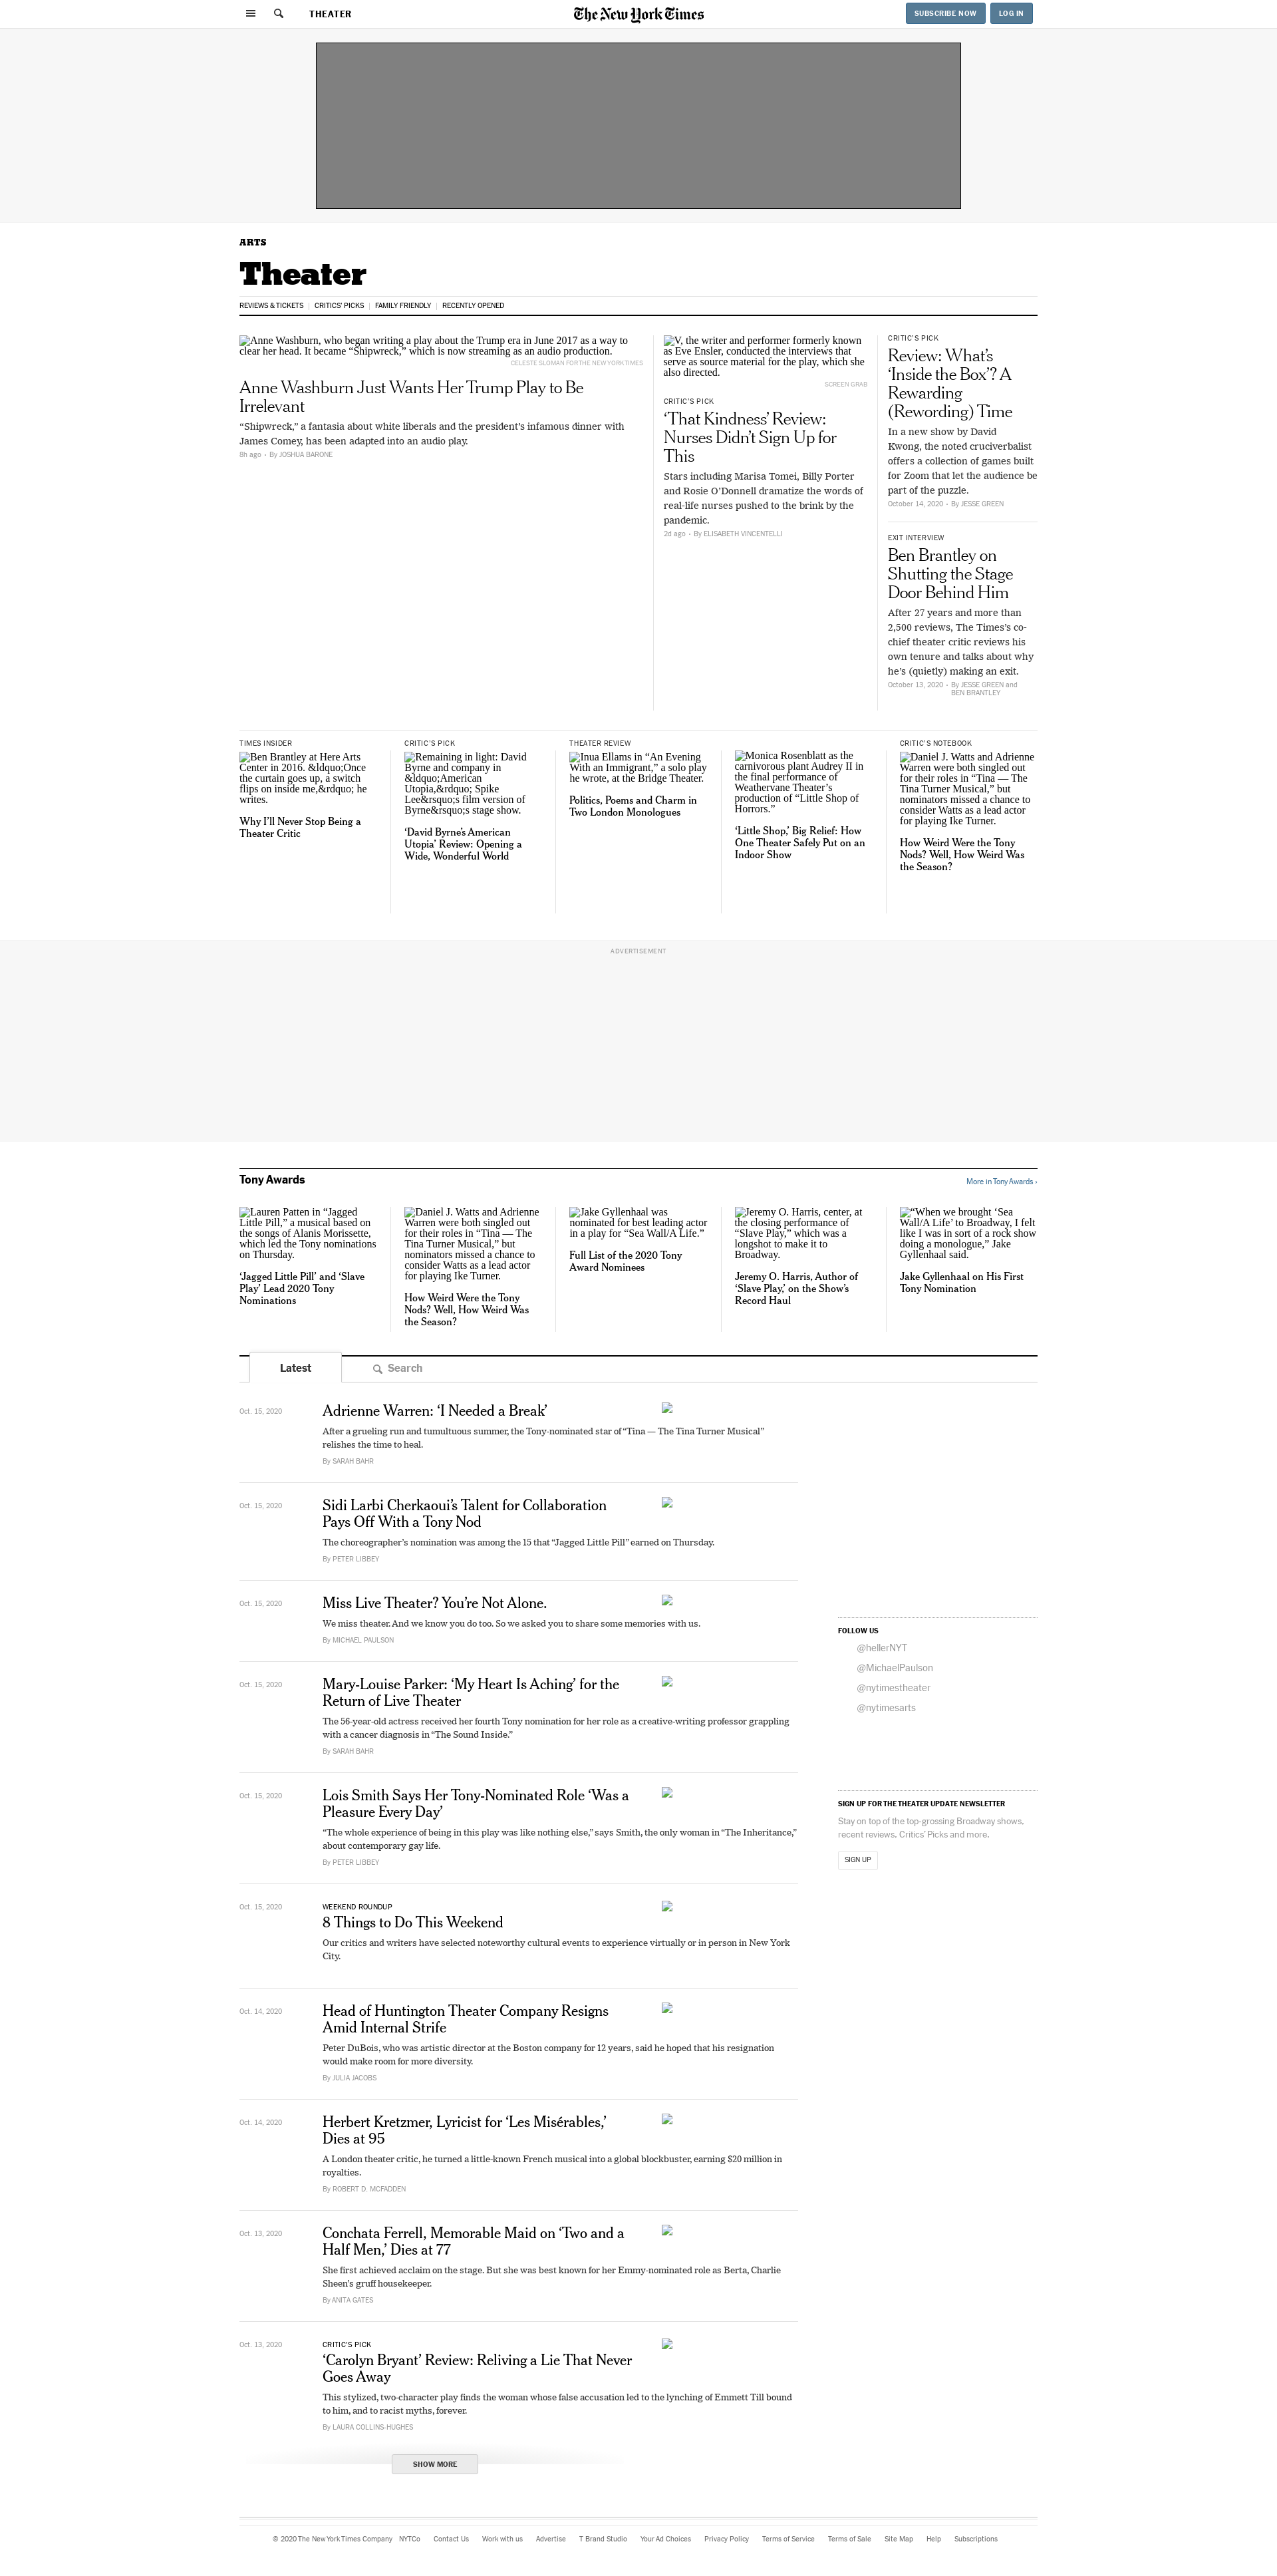 THEATER
The New York Times
SUBSCRIBE NOW
LOG IN
ARTS
Theater
REVIEWS & TICKETS
CRITICS' PICKS
FAMILY FRIENDLY
RECENTLY OPENED
Anne Washburn, who began writing a play about the Trump era in June 2017 as a way to
clear her head. It became “Shipwreck,” which is now streaming as an audio production.
CELESTE SLOMAN FOR THE NEW YORK TIMES
Anne Washburn Just Wants Her Trump Play to Be
Irrelevant
“Shipwreck,” a fantasia about white liberals and the president’s infamous dinner with
James Comey, has been adapted into an audio play.
8h ago • By JOSHUA BARONE
V, the writer and performer formerly known
as Eve Ensler, conducted the interviews that
serve as source material for the play, which she
also directed.
SCREEN GRAB
CRITIC’S PICK
‘That Kindness’ Review:
Nurses Didn’t Sign Up for
This
Stars including Marisa Tomei, Billy Porter
and Rosie O’Donnell dramatize the words of
real-life nurses pushed to the brink by the
pandemic.
2d ago • By ELISABETH VINCENTELLI
CRITIC’S PICK
Review: What’s
‘Inside the Box’? A
Rewarding
(Rewording) Time
In a new show by David
Kwong, the noted cruciverbalist
offers a collection of games built
for Zoom that let the audience be
part of the puzzle.
October 14, 2020 • By JESSE GREEN
EXIT INTERVIEW
Ben Brantley on
Shutting the Stage
Door Behind Him
After 27 years and more than
2,500 reviews, The Times’s co-
chief theater critic reviews his
own tenure and talks about why
he’s (quietly) making an exit.
October 13, 2020 • By JESSE GREEN and
BEN BRANTLEY
TIMES INSIDER
Ben Brantley at Here Arts
Center in 2016. &ldquo;Once
the curtain goes up, a switch
flips on inside me,&rdquo; he
writes.
Why I’ll Never Stop Being a
Theater Critic
CRITIC’S PICK
Remaining in light: David
Byrne and company in
&ldquo;American
Utopia,&rdquo; Spike
Lee&rsquo;s film version of
Byrne&rsquo;s stage show.
‘David Byrne’s American
Utopia’ Review: Opening a
Wide, Wonderful World
THEATER REVIEW
Inua Ellams in “An Evening
With an Immigrant,” a solo play
he wrote, at the Bridge Theater.
Politics, Poems and Charm in
Two London Monologues
Monica Rosenblatt as the
carnivorous plant Audrey II in
the final performance of
Weathervane Theater’s
production of “Little Shop of
Horrors.”
‘Little Shop,’ Big Relief: How
One Theater Safely Put on an
Indoor Show
CRITIC’S NOTEBOOK
Daniel J. Watts and Adrienne
Warren were both singled out
for their roles in “Tina — The
Tina Turner Musical,” but
nominators missed a chance to
consider Watts as a lead actor
for playing Ike Turner.
How Weird Were the Tony
Nods? Well, How Weird Was
the Season?
ADVERTISEMENT
Tony Awards
More in Tony Awards ›
Lauren Patten in “Jagged
Little Pill,” a musical based on
the songs of Alanis Morissette,
which led the Tony nominations
on Thursday.
‘Jagged Little Pill’ and ‘Slave
Play’ Lead 2020 Tony
Nominations
Daniel J. Watts and Adrienne
Warren were both singled out
for their roles in “Tina — The
Tina Turner Musical,” but
nominators missed a chance to
consider Watts as a lead actor
for playing Ike Turner.
How Weird Were the Tony
Nods? Well, How Weird Was
the Season?
Jake Gyllenhaal was
nominated for best leading actor
in a play for “Sea Wall/A Life.”
Full List of the 2020 Tony
Award Nominees
Jeremy O. Harris, center, at
the closing performance of
“Slave Play,” which was a
longshot to make it to
Broadway.
Jeremy O. Harris, Author of
‘Slave Play,’ on the Show’s
Record Haul
“When we brought ‘Sea
Wall/A Life’ to Broadway, I felt
like I was in sort of a rock show
doing a monologue,” Jake
Gyllenhaal said.
Jake Gyllenhaal on His First
Tony Nomination
Latest
Search
Oct. 15, 2020
Adrienne Warren: ‘I Needed a Break’
After a grueling run and tumultuous summer, the Tony-nominated star of “Tina — The Tina Turner Musical”
relishes the time to heal.
By SARAH BAHR
Oct. 15, 2020
Sidi Larbi Cherkaoui’s Talent for Collaboration
Pays Off With a Tony Nod
The choreographer’s nomination was among the 15 that “Jagged Little Pill” earned on Thursday.
By PETER LIBBEY
Oct. 15, 2020
Miss Live Theater? You’re Not Alone.
We miss theater. And we know you do too. So we asked you to share some memories with us.
By MICHAEL PAULSON
Oct. 15, 2020
Mary-Louise Parker: ‘My Heart Is Aching’ for the
Return of Live Theater
The 56-year-old actress received her fourth Tony nomination for her role as a creative-writing professor grappling
with a cancer diagnosis in “The Sound Inside.”
By SARAH BAHR
Oct. 15, 2020
Lois Smith Says Her Tony-Nominated Role ‘Was a
Pleasure Every Day’
“The whole experience of being in this play was like nothing else,” says Smith, the only woman in “The Inheritance,”
about contemporary gay life.
By PETER LIBBEY
Oct. 15, 2020
WEEKEND ROUNDUP
8 Things to Do This Weekend
Our critics and writers have selected noteworthy cultural events to experience virtually or in person in New York
City.
Oct. 14, 2020
Head of Huntington Theater Company Resigns
Amid Internal Strife
Peter DuBois, who was artistic director at the Boston company for 12 years, said he hoped that his resignation
would make room for more diversity.
By JULIA JACOBS
Oct. 14, 2020
Herbert Kretzmer, Lyricist for ‘Les Misérables,’
Dies at 95
A London theater critic, he turned a little-known French musical into a global blockbuster, earning $20 million in
royalties.
By ROBERT D. MCFADDEN
Oct. 13, 2020
Conchata Ferrell, Memorable Maid on ‘Two and a
Half Men,’ Dies at 77
She first achieved acclaim on the stage. But she was best known for her Emmy-nominated role as Berta, Charlie
Sheen’s gruff housekeeper.
By ANITA GATES
Oct. 13, 2020
CRITIC’S PICK
‘Carolyn Bryant’ Review: Reliving a Lie That Never
Goes Away
This stylized, two-character play finds the woman whose false accusation led to the lynching of Emmett Till bound
to him, and to racist myths, forever.
By LAURA COLLINS-HUGHES
SHOW MORE
FOLLOW US
@hellerNYT
@MichaelPaulson
@nytimestheater
@nytimesarts
SIGN UP FOR THE THEATER UPDATE NEWSLETTER
Stay on top of the top-grossing Broadway shows,
recent reviews, Critics’ Picks and more.
SIGN UP
© 2020 The New York Times Company
NYTCo
Contact Us
Work with us
Advertise
T Brand Studio
Your Ad Choices
Privacy Policy
Terms of Service
Terms of Sale
Site Map
Help
Subscriptions